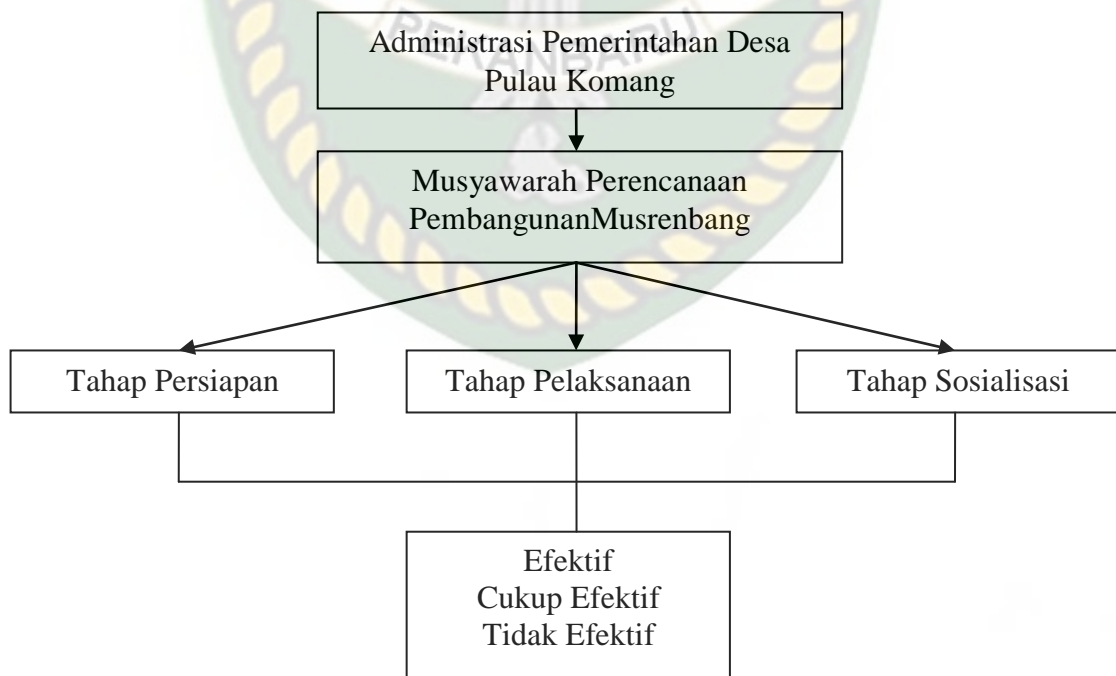 PEKANBARU
Administrasi Pemerintahan Desa
Pulau Komang
Musyawarah Perencanaan
PembangunanMusrenbang
Tahap Persiapan
Tahap Pelaksanaan
Tahap Sosialisasi
Efektif
Cukup Efektif
Tidak Efektif